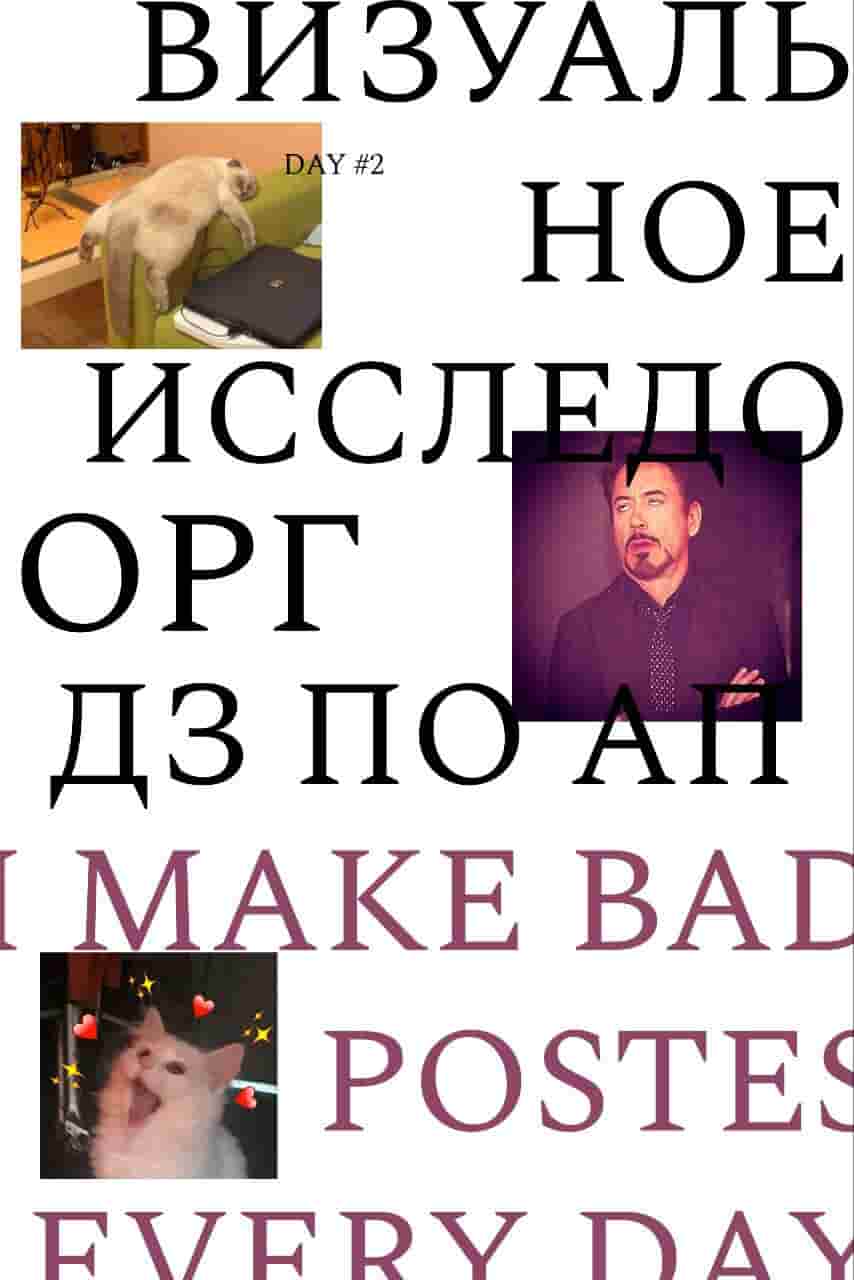 ВИЗУАЛЬ
DAY #2
НОЕ
ИССЛЕДО
ОРГ
ДЗ ПО АП
I MAKE BAD
POSTES
EVERY DAY